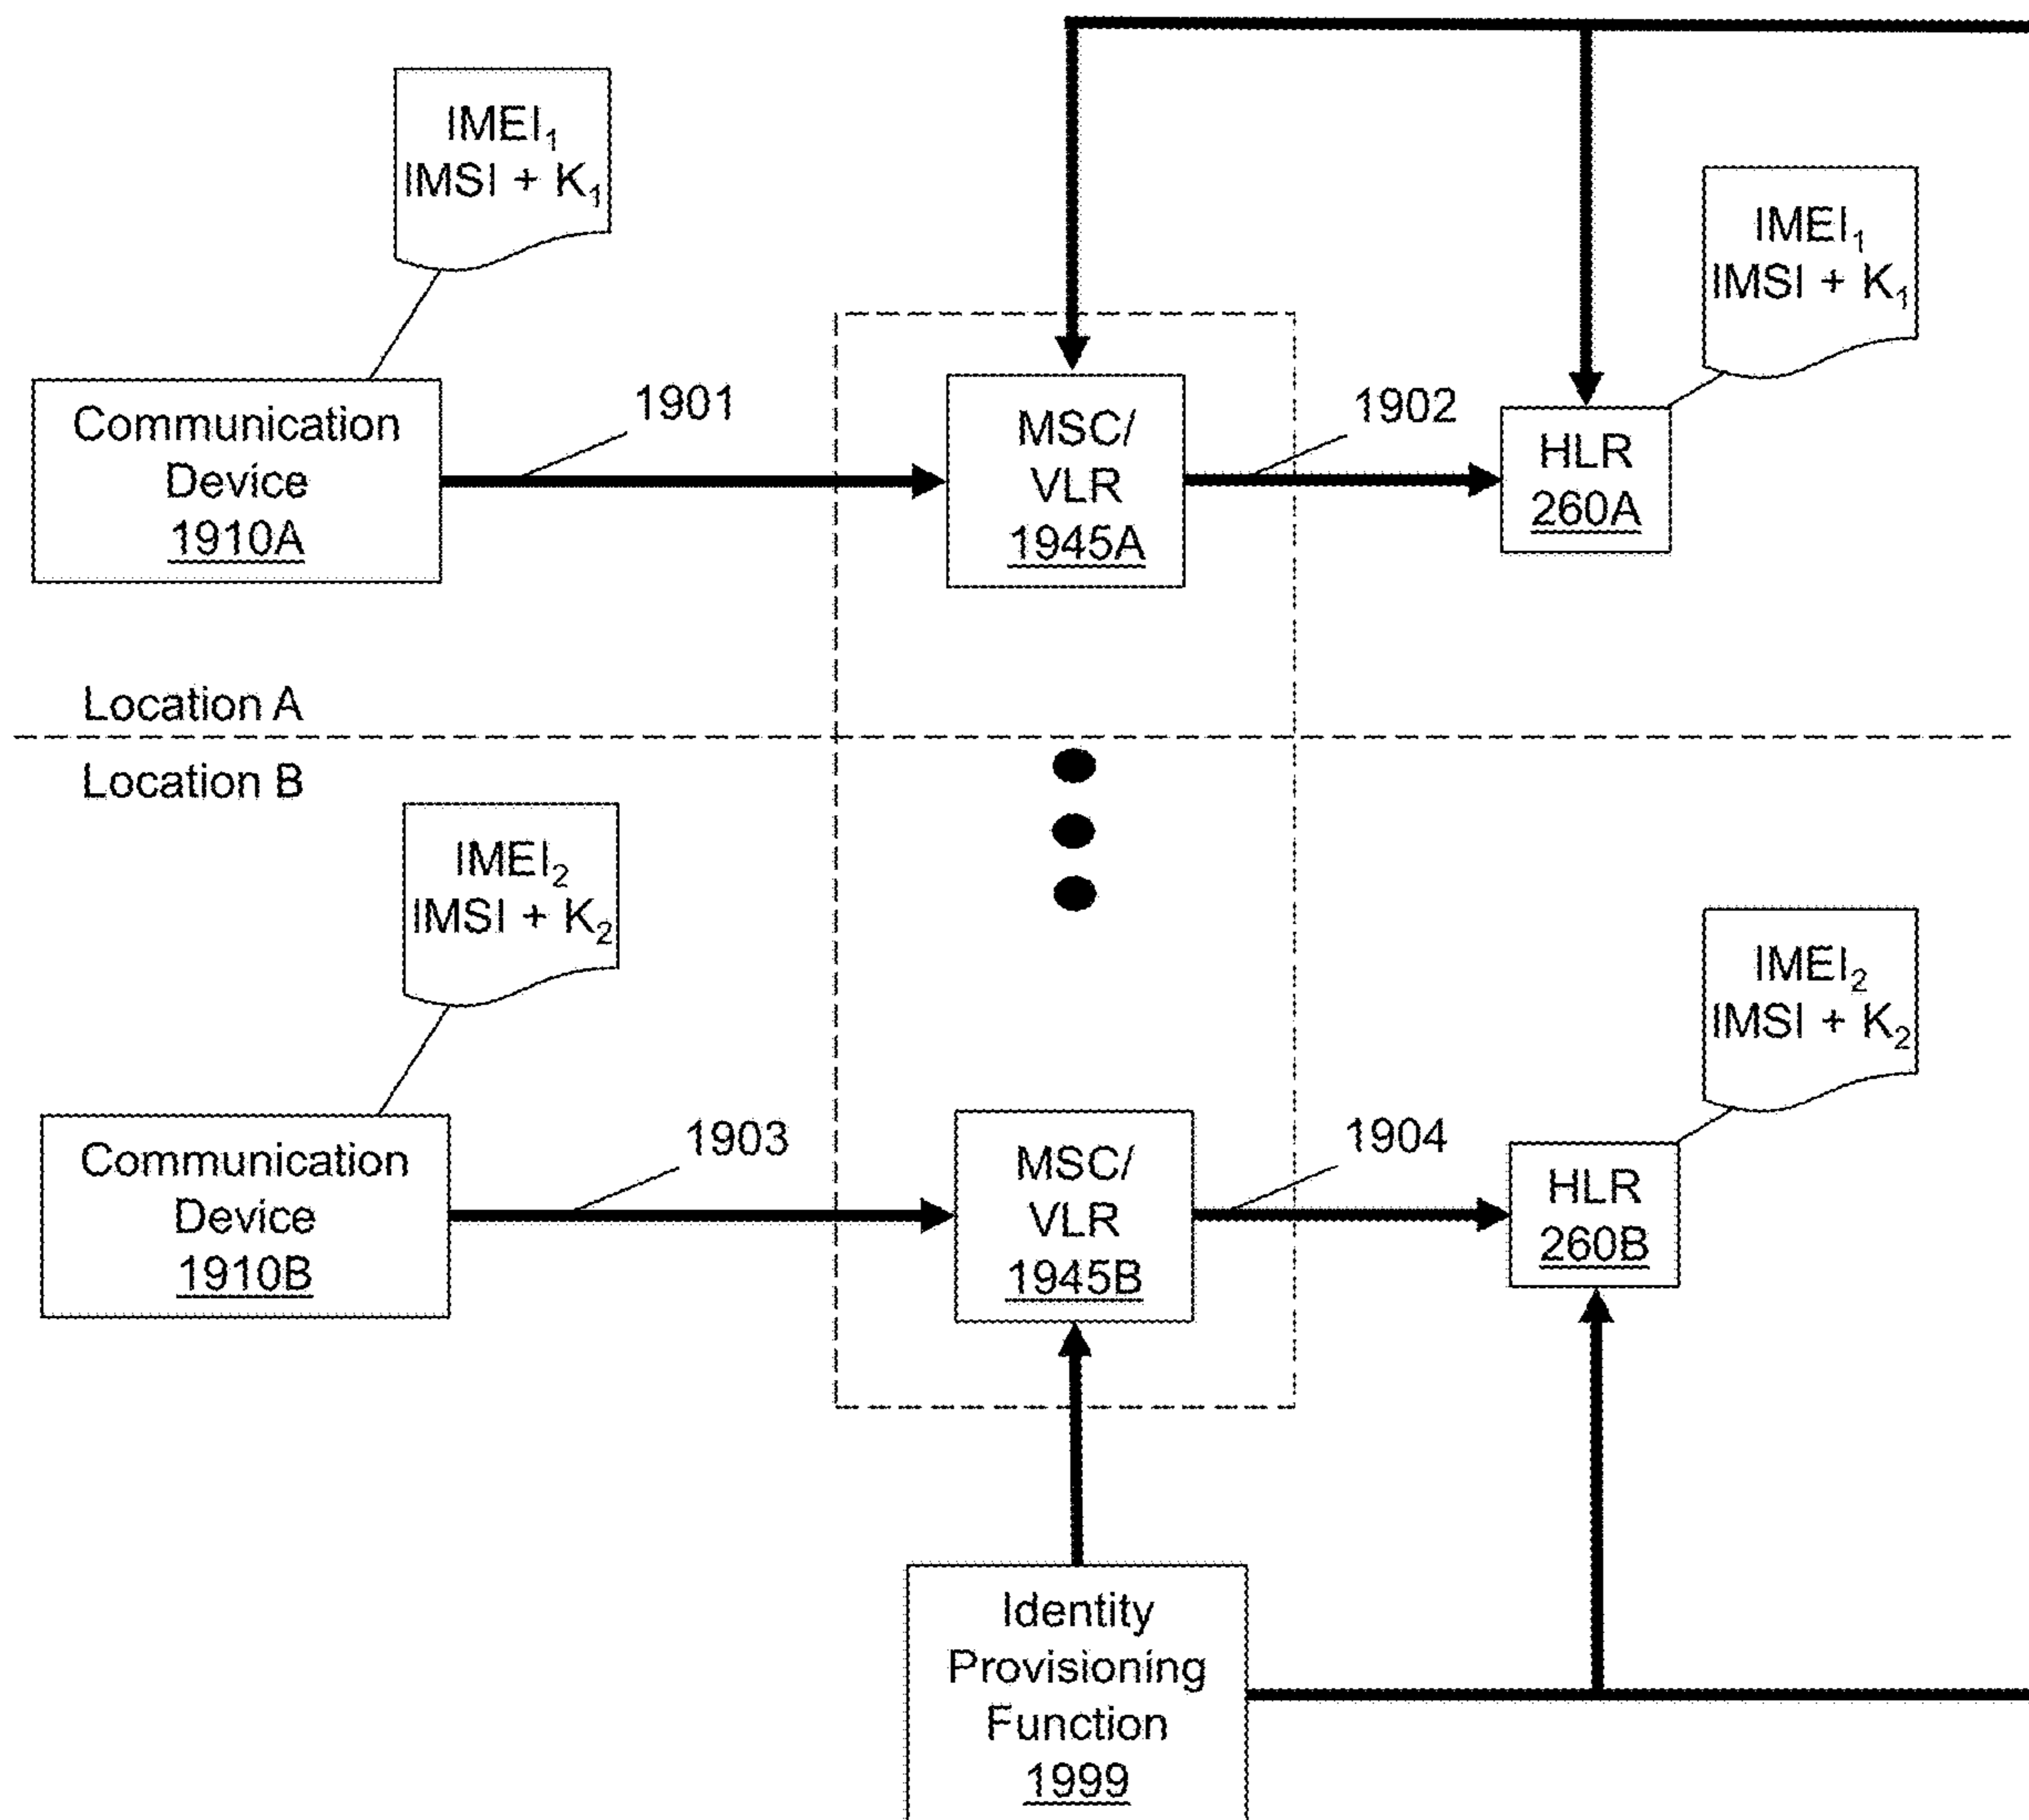 IMEI₁
IMSI + K₁
IMEI₁
IMSI + K₁
Communication
Device
1910A
1901
MSC/
VLR
1945A
1902
HLR
260A
Location A
Location B
IMEI₂
IMSI + K₂
IMEI₂
IMSI + K₂
Communication
Device
1910B
1903
MSC/
VLR
1945B
1904
HLR
260B
Identity
Provisioning
Function
1999